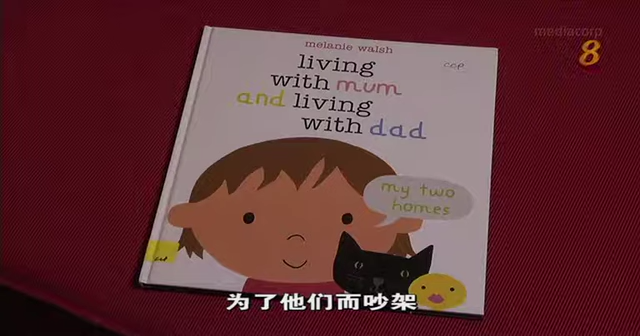 mediacorp
8
melanie walsh
living
with mum
and living
with dad
my two
homes
为了他们而吵架